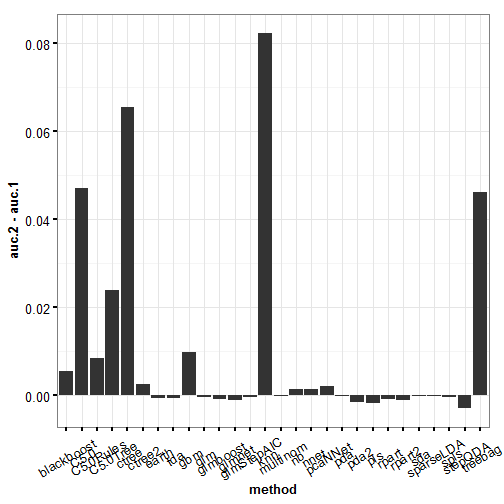 auc.2 - auc.1
0.08
0.06
0.04
0.02
0.00
blackboost
C5.0
C5.0Rules
C5.0Tree
ctree
ctree2
earth
fda
gbm
glm
glmboost
glmnet
glmStepAIC
knn
multinom
nb
nnet
pcaNNet
pda
pda2
pls
rpart
rpart2
sda
sparseLDA
spls
stepQDA
treebag
method